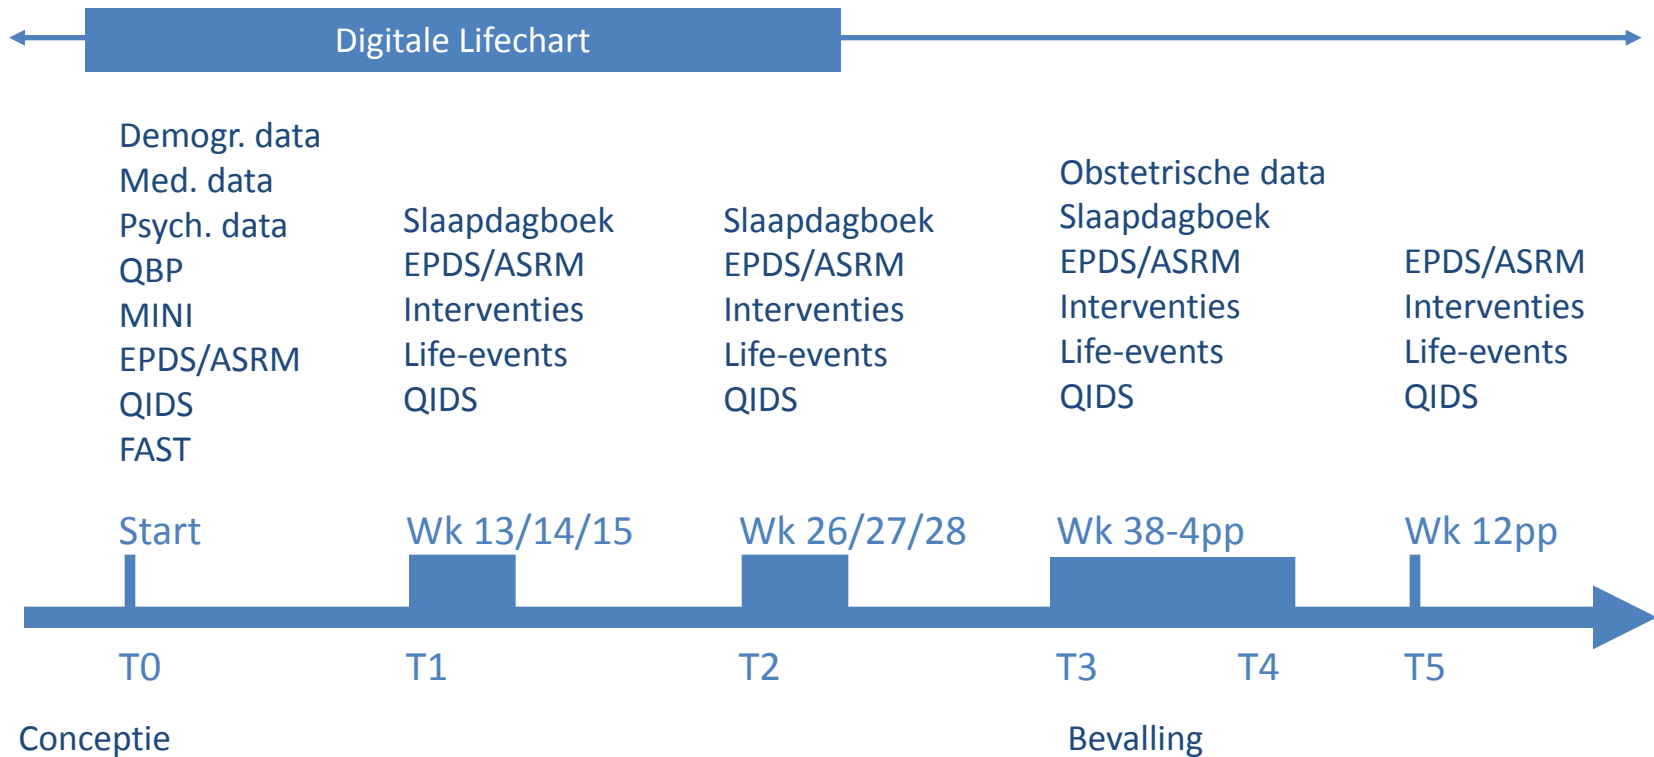 Digitale Lifechart
Demogr. data
Med. data
Psych. data
QBP
MINI
EPDS/ASRM
QIDS
FAST
Slaapdagboek
EPDS/ASRM
Interventies
Life-events
QIDS
Slaapdagboek
EPDS/ASRM
Interventies
Life-events
QIDS
Obstetrische data
Slaapdagboek
EPDS/ASRM
Interventies
Life-events
QIDS
EPDS/ASRM
Interventies
Life-events
QIDS
Start
Wk 13/14/15
Wk 26/27/28
Wk 38-4pp
Wk 12pp
T0
T1
T2
T3
T4
T5
Conceptie
Bevalling